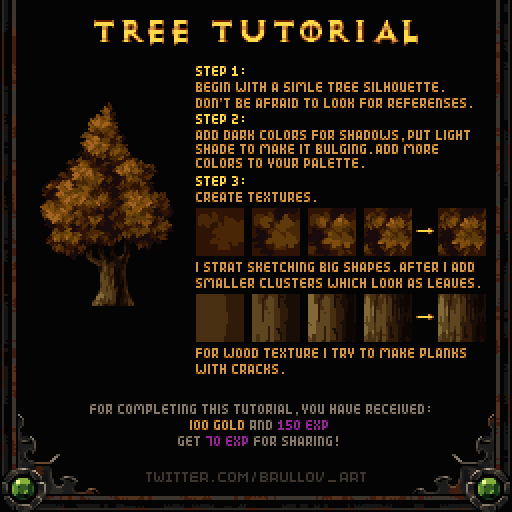 TREE TUTORIAL
STEP 1:
BEGIN WITH A SIMLE TREE SILHOUETTE.
DON'T BE AFRAID TO LOOK FOR REFERENSES.
STEP 2:
ADD DARK COLORS FOR SHADOWS, PUT LIGHT
SHADE TO MAKE IT BULGING. ADD MORE
COLORS TO YOUR PALETTE.
STEP 3:
CREATE TEXTURES.
I STRAT SKETCHING BIG SHAPES. AFTER I ADD
SMALLER CLUSTERS WHICH LOOK AS LEAVES.
FOR WOOD TEXTURE I TRY TO MAKE PLANKS
WITH CRACKS.
FOR COMPLETING THIS TUTORIAL, YOU HAVE RECEIVED:
100 GOLD AND 150 EXP
GET 70 EXP FOR SHARING!
TWITTER.COM/BRULLOV_ART